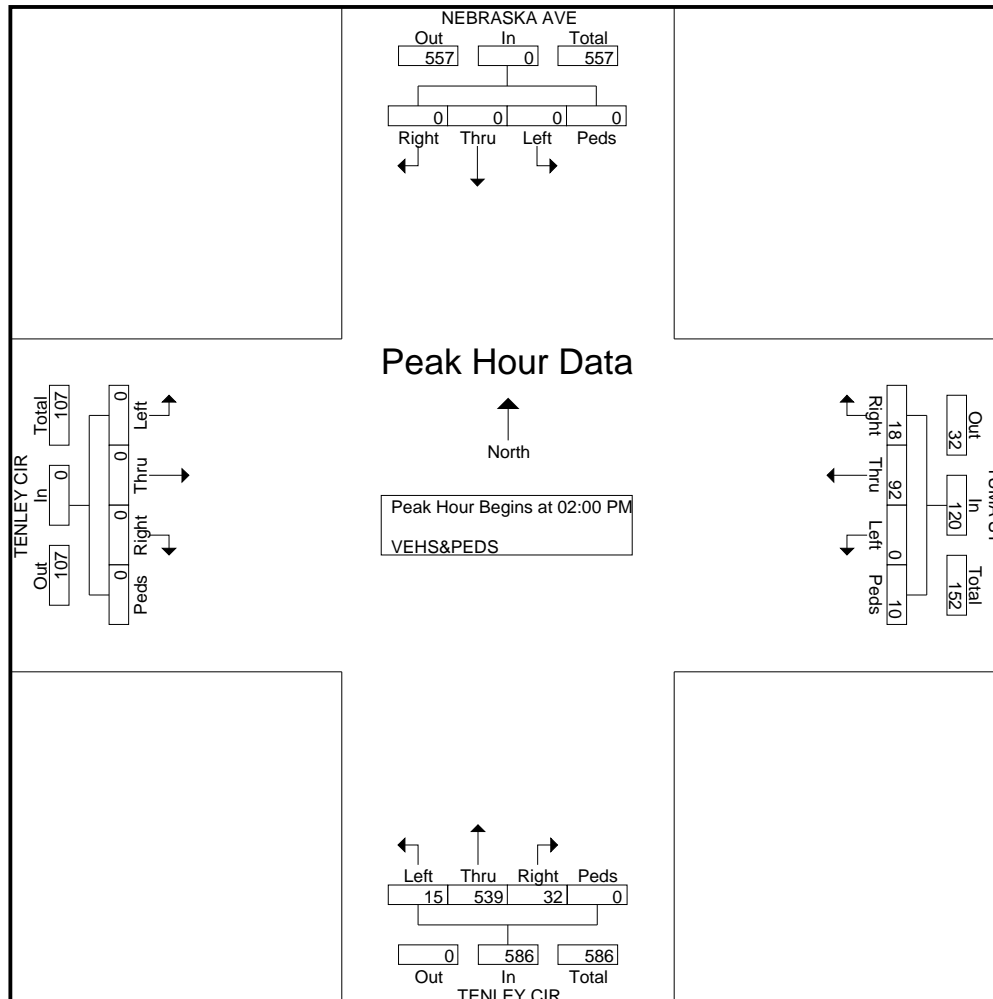 NEBRASKA AVE
Out In Total
557 0 557
0 0 0 0
Right Thru Left Peds
Peak Hour Data
North
Peak Hour Begins at 02:00 PM
VEHS&PEDS
TENLEY CIR
Total In Out
107 0 107
0 0 0 0
Left Thru Right Peds
Right Thru Left Peds
18 92 0 10
Out In Total
32 120 152
Left Thru Right Peds
15 539 32 0
0 586 586
Out In Total
TENLEY CIR